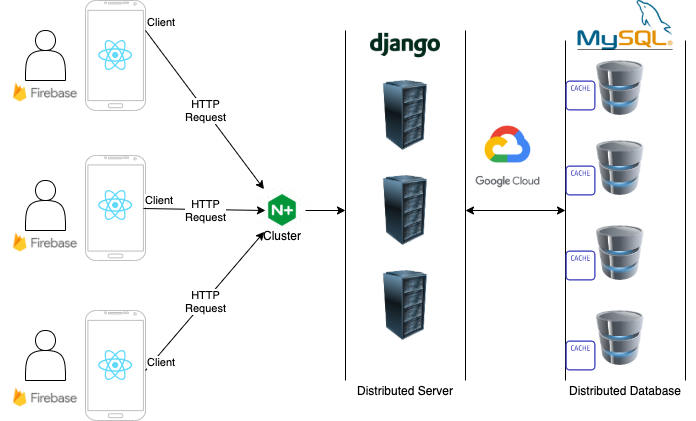 Client
Firebase
HTTP
Request
django
MySQL®
CACHE
Google Cloud
CACHE
Client
Firebase
HTTP
Request
N+
Cluster
CACHE
HTTP
Request
CACHE
Client
Firebase
Distributed Server
Distributed Database